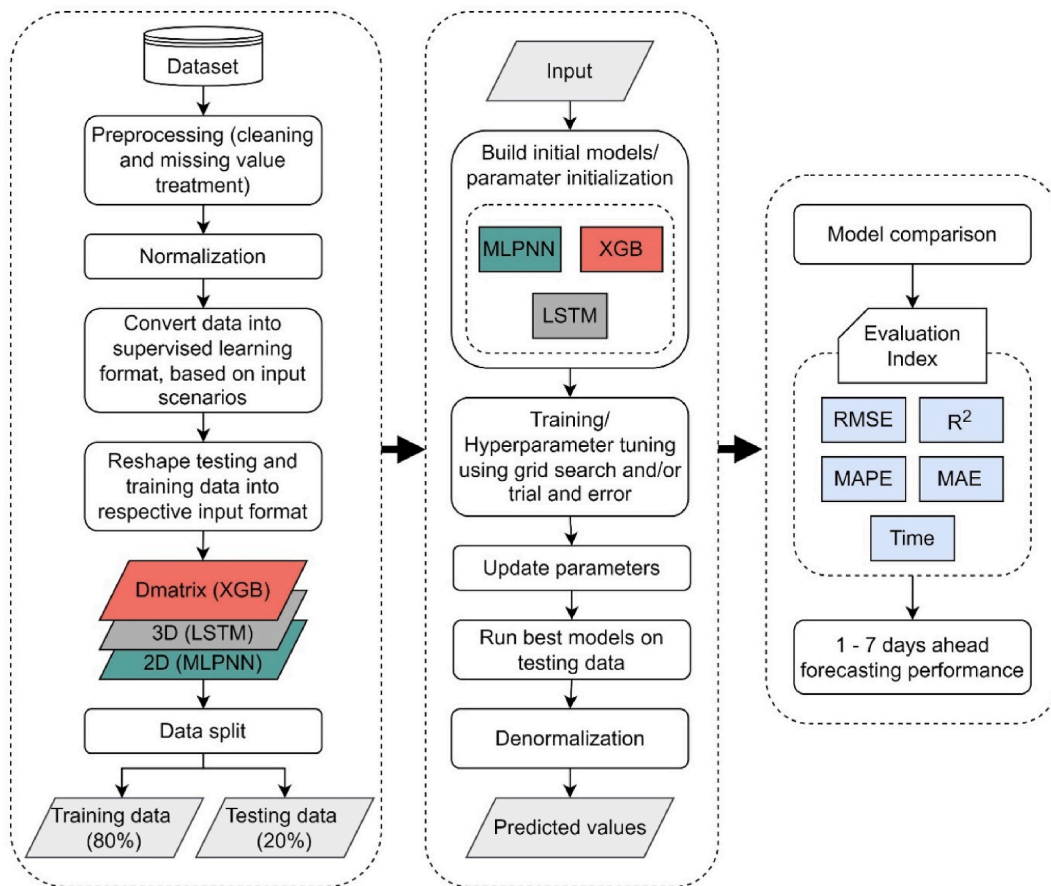 Dataset
Preprocessing (cleaning
and missing value
treatment)
Normalization
Convert data into
supervised learning
format, based on input
scenarios
Reshape testing and
training data into
respective input format
Dmatrix (XGB)
3D (LSTM)
2D (MLPNN)
Data split
Training data
(80%)
Testing data
(20%)
Input
Build initial models/
paramater initialization
MLPNN
XGB
LSTM
Training/
Hyperparameter tuning
using grid search and/or
trial and error
Update parameters
Run best models on
testing data
Denormalization
Predicted values
Model comparison
Evaluation
Index
RMSE
R²
MAPE
MAE
Time
1 - 7 days ahead
forecasting performance